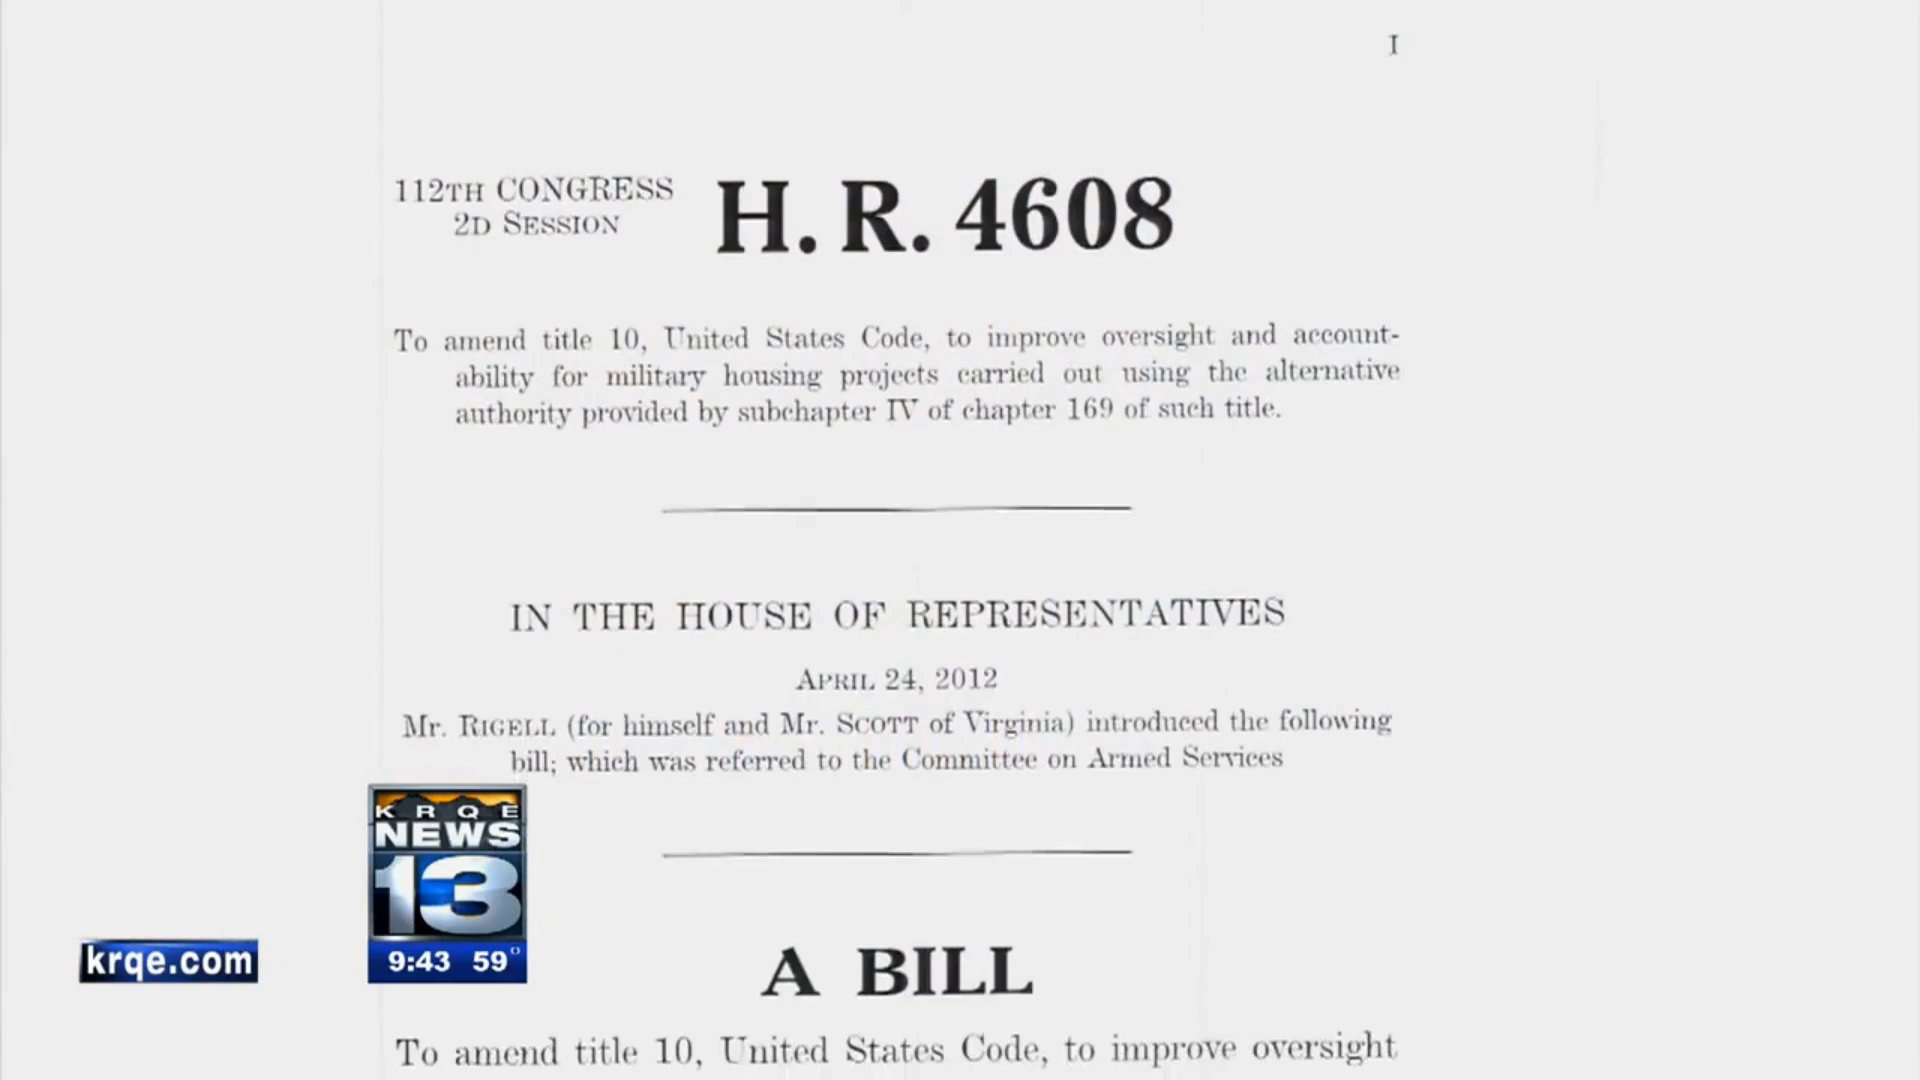 I
112TH CONGRESS
2D SESSION
H. R. 4608
To amend title 10, United States Code, to improve oversight and account-
ability for military housing projects carried out using the alternative
authority provided by subchapter IV of chapter 169 of such title.
IN THE HOUSE OF REPRESENTATIVES
APRIL 24, 2012
Mr. RIGELL (for himself and Mr. SCOTT of Virginia) introduced the following
bill; which was referred to the Committee on Armed Services
A BILL
To amend title 10, United States Code, to improve oversight
KRQE
NEWS
13
9:43 59°
krqe.com